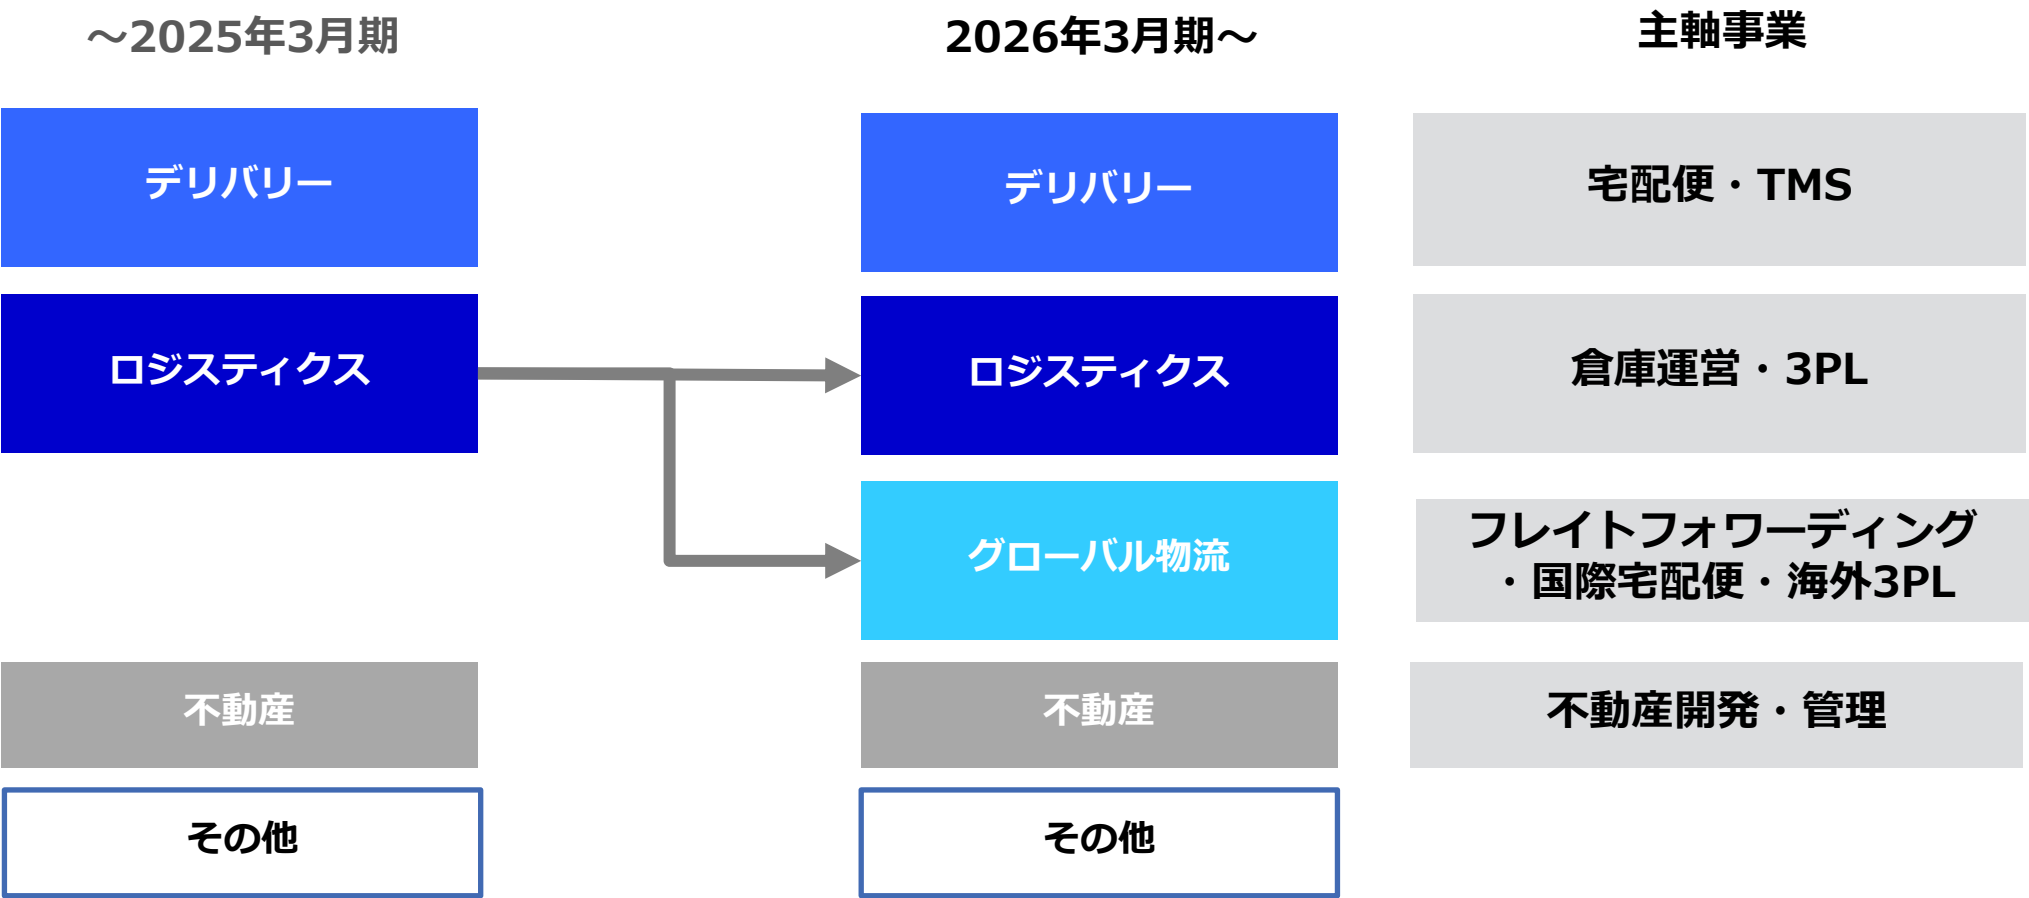 ～2025年3月期
2026年3月期～
主軸事業
デリバリー
デリバリー
宅配便・TMS
ロジスティクス
ロジスティクス
倉庫運営・3PL
グローバル物流
フレイトフォワーディング
・国際宅配便・海外3PL
不動産
不動産
不動産開発・管理
その他
その他